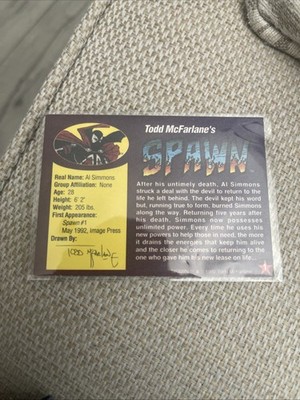 Todd McFarlane's
SPAWN
Real Name: Al Simmons
Group Affiliation: None
Age: 28
Height: 6' 2"
Weight: 205 lbs.
First Appearance:
Spawn #1
May 1992, Image Press
Drawn By:
TODD McFARLANE
After his untimely death, Al Simmons
struck a deal with the devil to return to the
life he left behind. The devil kept his word
but, running true to form, burned Simmons
along the way. Returning five years after
his death, Simmons now possesses
unlimited power. Every time he uses his
new powers to help those in need, the more
it drains the energies that keep him alive
and the closer he comes to returning to the
one who gave him his new lease on life...